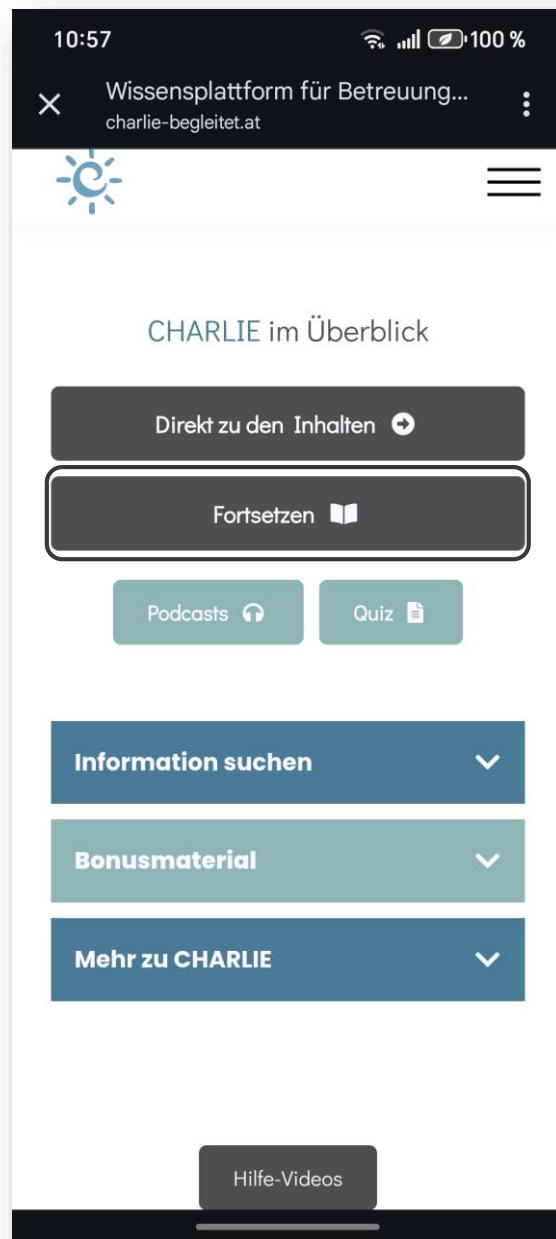 10:57 100 %
Wissensplattform für Betreuung...
charlie-begleitet.at
CHARLIE im Überblick
Direkt zu den Inhalten
Fortsetzen
Podcasts Quiz
Information suchen
Bonusmaterial
Mehr zu CHARLIE
Hilfe-Videos